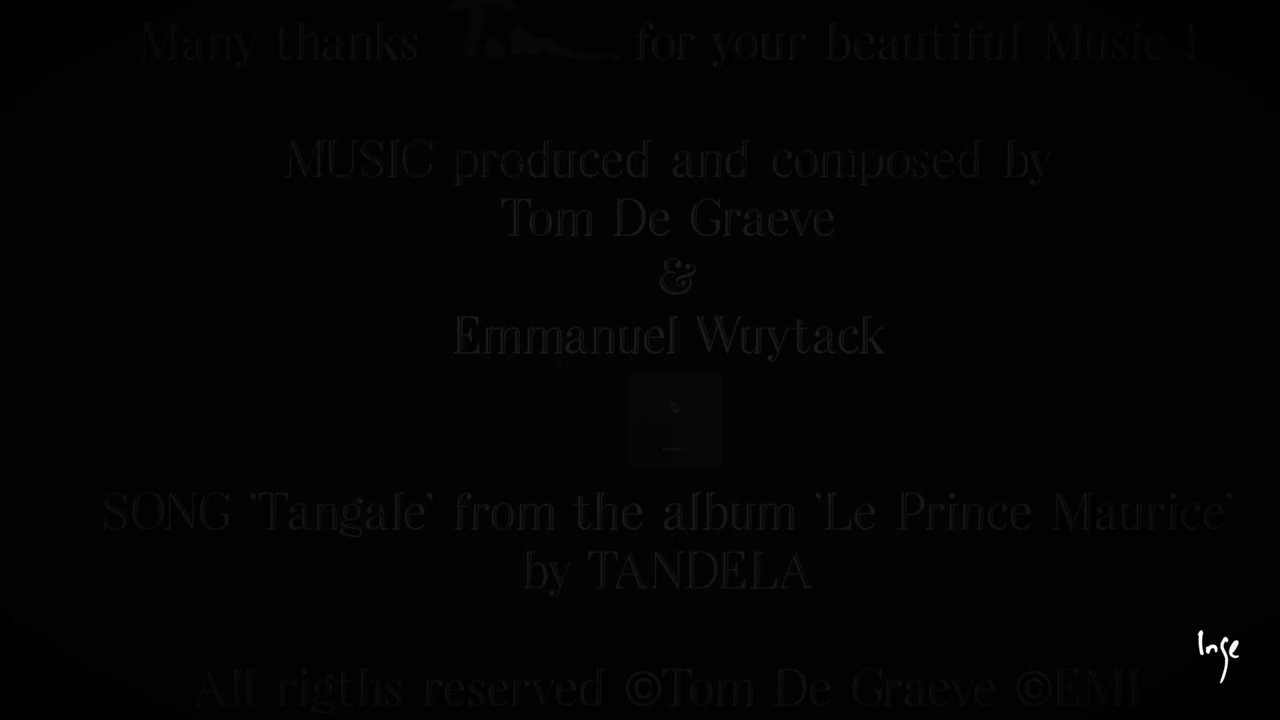 Many thanks Tom for your beautiful Music !
MUSIC produced and composed by
Tom De Graeve
&
Emmanuel Wuytack
SONG 'Tangale' from the album 'Le Prince Maurice'
by TANDELA
Inge
All rigths reserved ©Tom De Graeve ©EMI